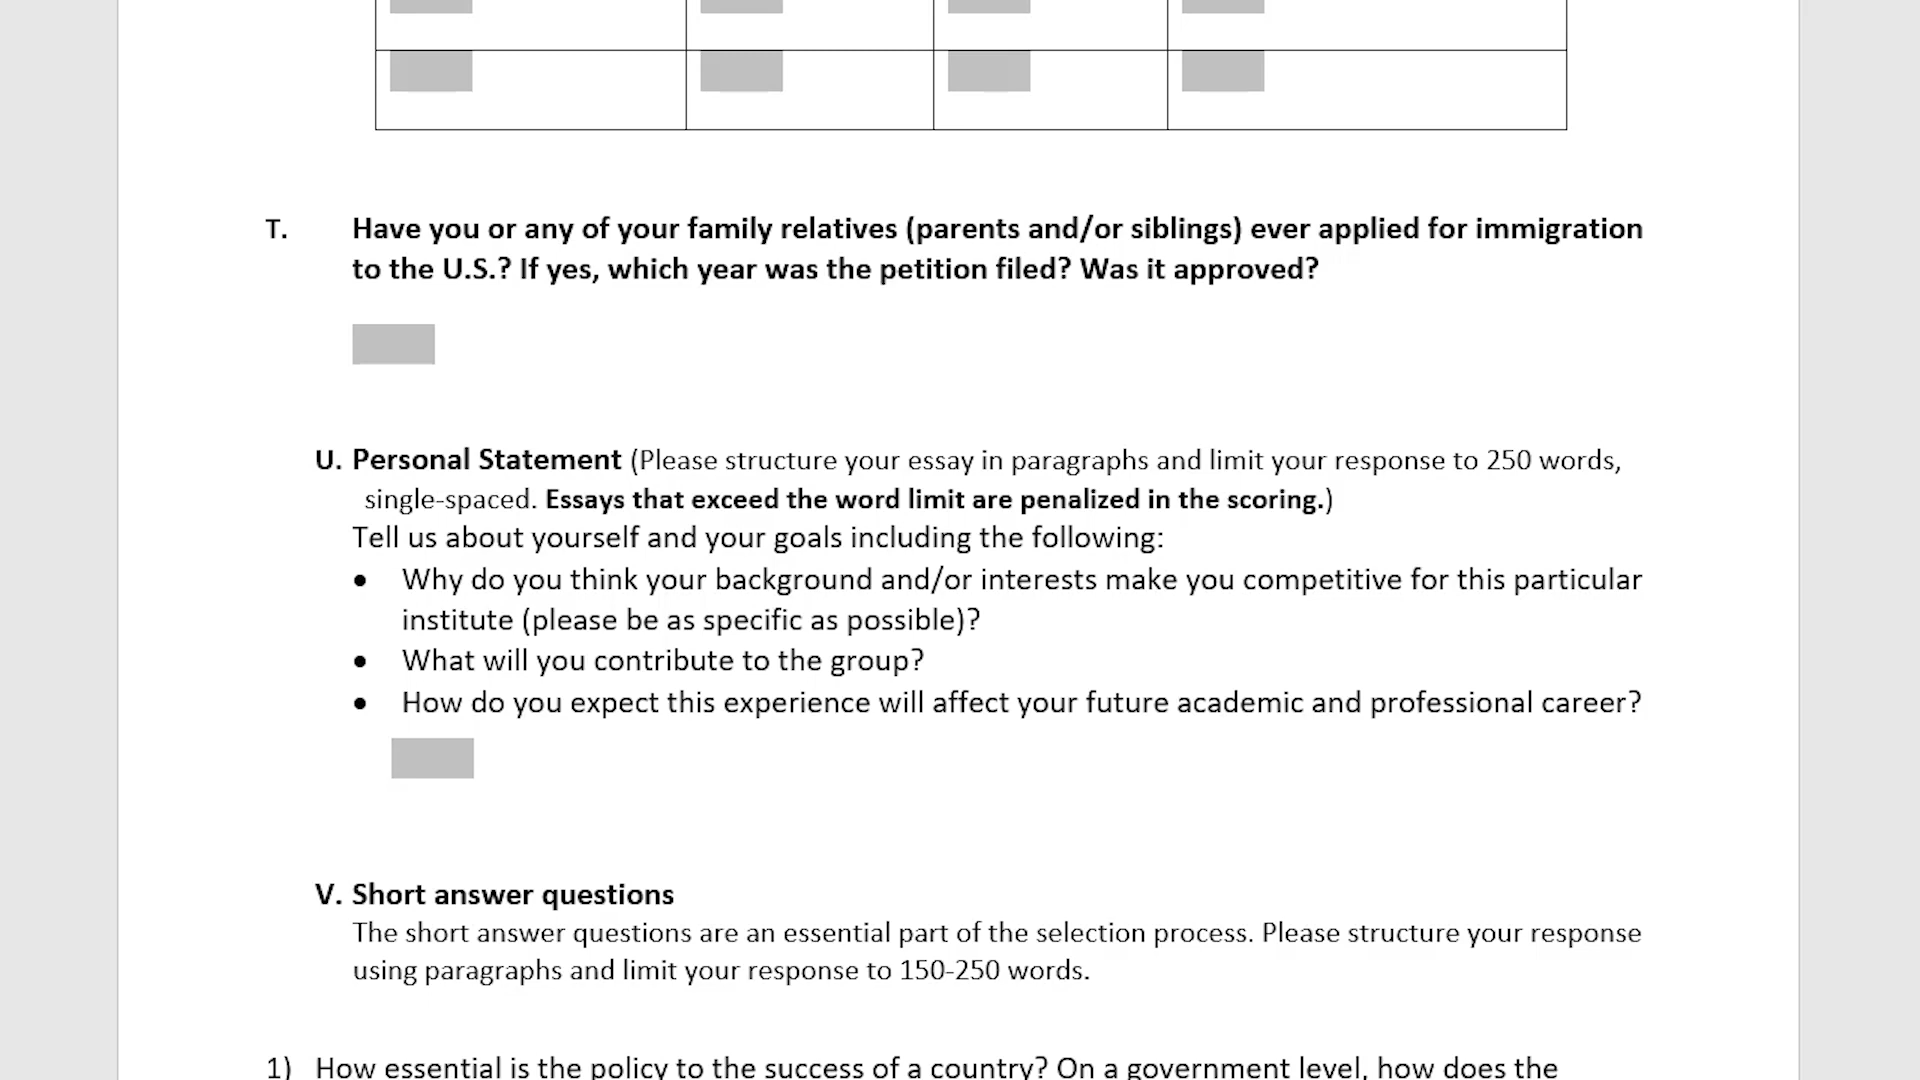 T. Have you or any of your family relatives (parents and/or siblings) ever applied for immigration
to the U.S.? If yes, which year was the petition filed? Was it approved?
U. Personal Statement (Please structure your essay in paragraphs and limit your response to 250 words,
single-spaced. Essays that exceed the word limit are penalized in the scoring.)
Tell us about yourself and your goals including the following:
• Why do you think your background and/or interests make you competitive for this particular
institute (please be as specific as possible)?
• What will you contribute to the group?
• How do you expect this experience will affect your future academic and professional career?
V. Short answer questions
The short answer questions are an essential part of the selection process. Please structure your response
using paragraphs and limit your response to 150-250 words.
1) How essential is the policy to the success of a country? On a government level, how does the